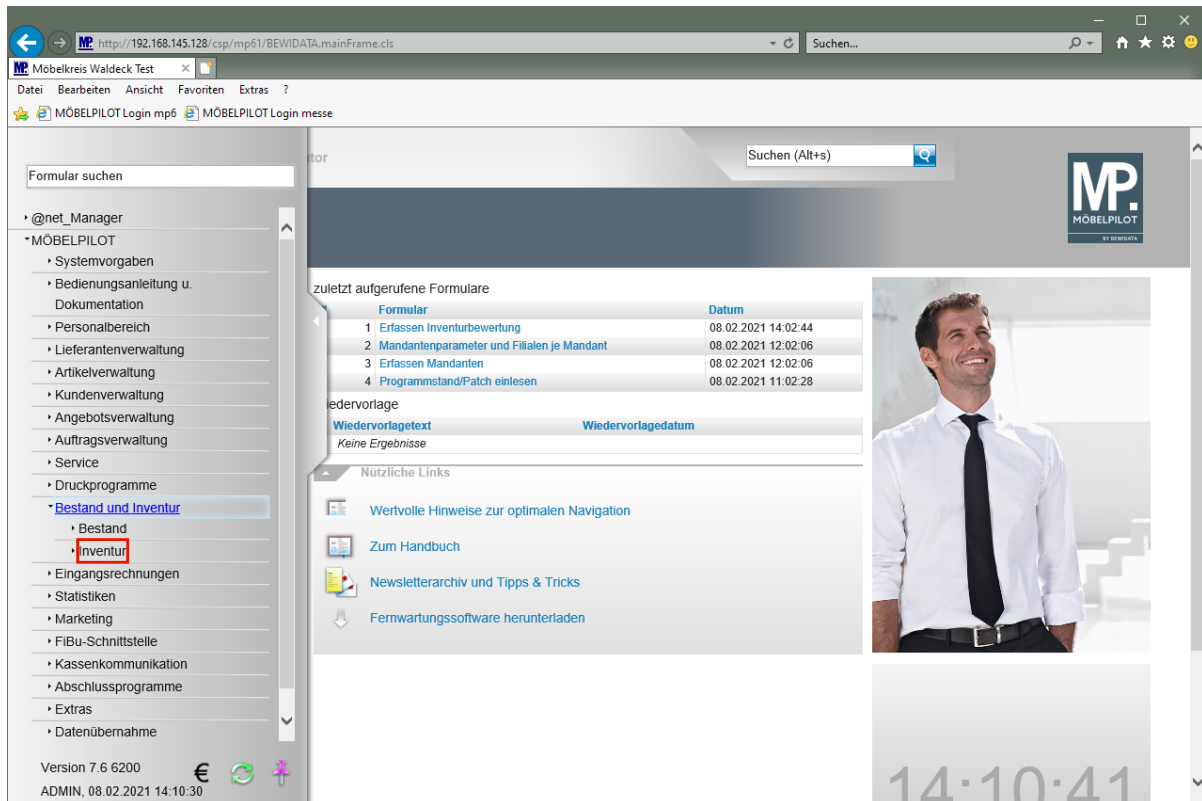 http://192.168.145.128/csp/mp61/BEWIDATA.mainFrame.cls
Suchen...
MP. Möbelkreis Waldeck Test
Datei Bearbeiten Ansicht Favoriten Extras ?
MÖBELPILOT Login mp6 MÖBELPILOT Login messe
Formular suchen
@net_Manager
MÖBELPILOT
Systemvorgaben
Bedienungsanleitung u.
Dokumentation
Personalbereich
Lieferantenverwaltung
Artikelverwaltung
Kundenverwaltung
Angebotsverwaltung
Auftragsverwaltung
Service
Druckprogramme
Bestand und Inventur
Bestand
Inventur
Eingangsrechnungen
Statistiken
Marketing
FiBu-Schnittstelle
Kassenkommunikation
Abschlussprogramme
Extras
Datenübernahme
Version 7.6 6200 €
ADMIN, 08.02.2021 14:10:30
tor
Suchen (Alt+s)
MP.
MÖBELPILOT
BY BEWIDATA
zuletzt aufgerufene Formulare
Formular Datum
1 Erfassen Inventurbewertung 08.02.2021 14:02:44
2 Mandantenparameter und Filialen je Mandant 08.02.2021 12:02:06
3 Erfassen Mandanten 08.02.2021 12:02:06
4 Programmstand/Patch einlesen 08.02.2021 11:02:28
iedervorlage
Wiedervorlagetext Wiedervorlagedatum
Keine Ergebnisse
Nützliche Links
Wertvolle Hinweise zur optimalen Navigation
Zum Handbuch
Newsletterarchiv und Tipps & Tricks
Fernwartungssoftware herunterladen
14:10:41